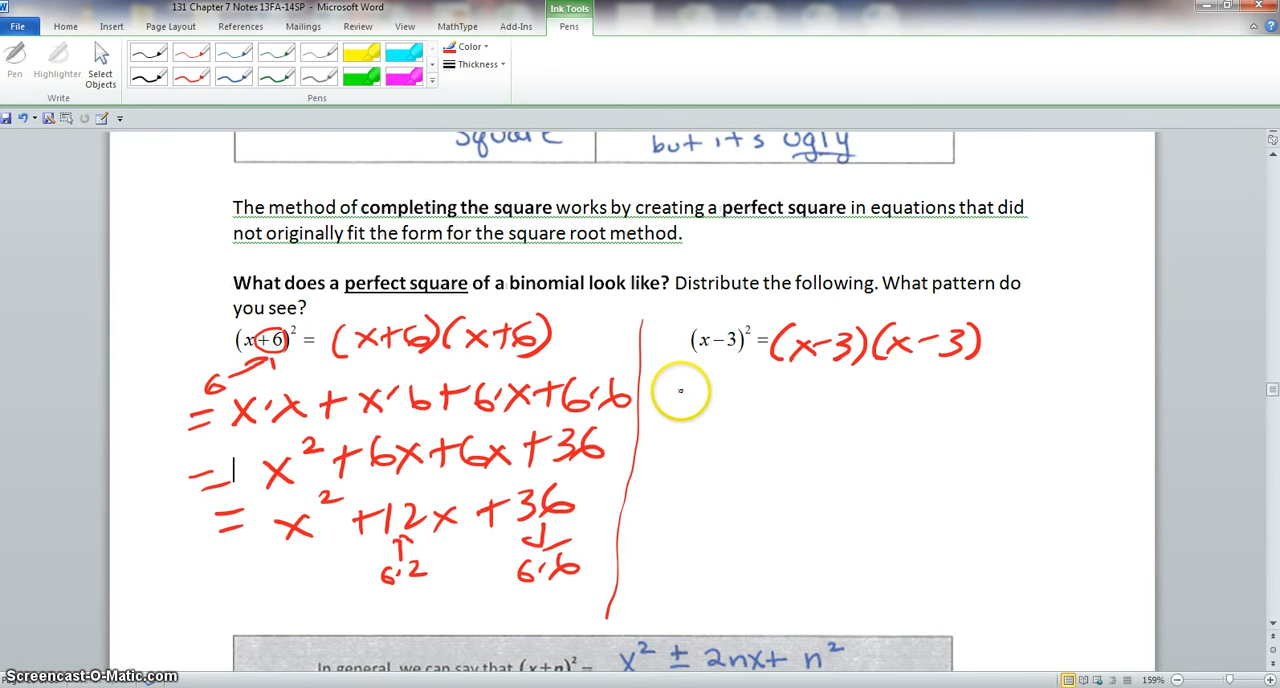 131 Chapter 7 Notes 13FA-14SP - Microsoft Word
Ink Tools
File Home Insert Page Layout References Mailings Review View MathType Add-Ins Pens
Pen Highlighter Select Objects
Color
Thickness
Write Pens
square but it's ugly
The method of completing the square works by creating a perfect square in equations that did
not originally fit the form for the square root method.
What does a perfect square of a binomial look like? Distribute the following. What pattern do
you see?
(x+6)² = (x+6)(x+6)
6
= x·x + x·6 + 6·x + 6·6
= x² + 6x + 6x + 36
= x² + 12x + 36
6·2 6·6
(x−3)² = (x−3)(x−3)
In general, we can say that (x±n)² = x² ± 2nx + n²
Screencast-O-Matic.com
159%